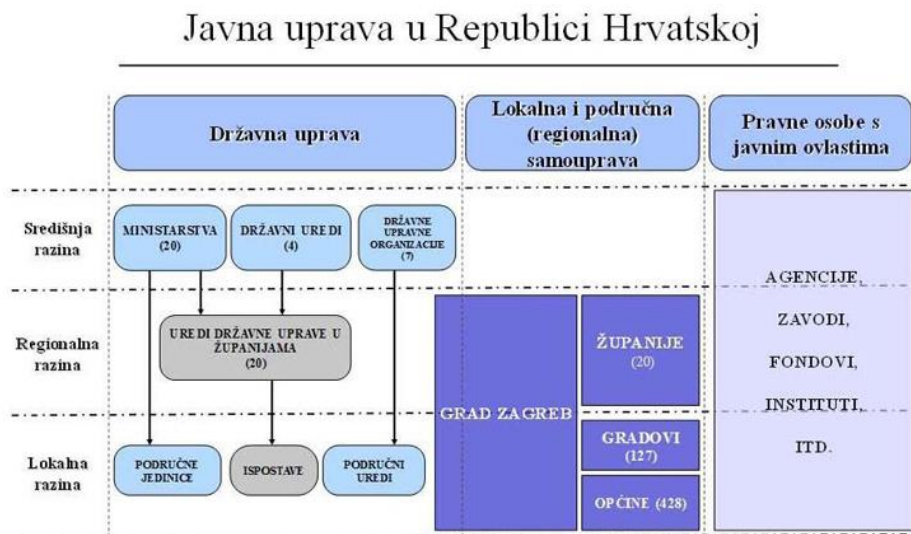 Javna uprava u Republici Hrvatskoj
Državna uprava
Lokalna i područna
(regionalna)
samouprava
Pravne osobe s
javnim ovlastima
Središnja
razina
MINISTARSTVA
(20)
DRŽAVNI UREDI
(4)
DRŽAVNE
UPRAVNE
ORGANIZACIJE
(7)
Regionalna
razina
UREDI DRŽAVNE UPRAVE U
ŽUPANIJAMA
(20)
GRAD ZAGREB
ŽUPANIJE
(20)
Lokalna
razina
PODRUČNE
JEDINICE
ISPOSTAVE
PODRUČNI
UREDI
GRADOVI
(127)
OPĆINE (428)
AGENCIJE,
ZAVODI,
FONDOVI,
INSTITUTI,
ITD.